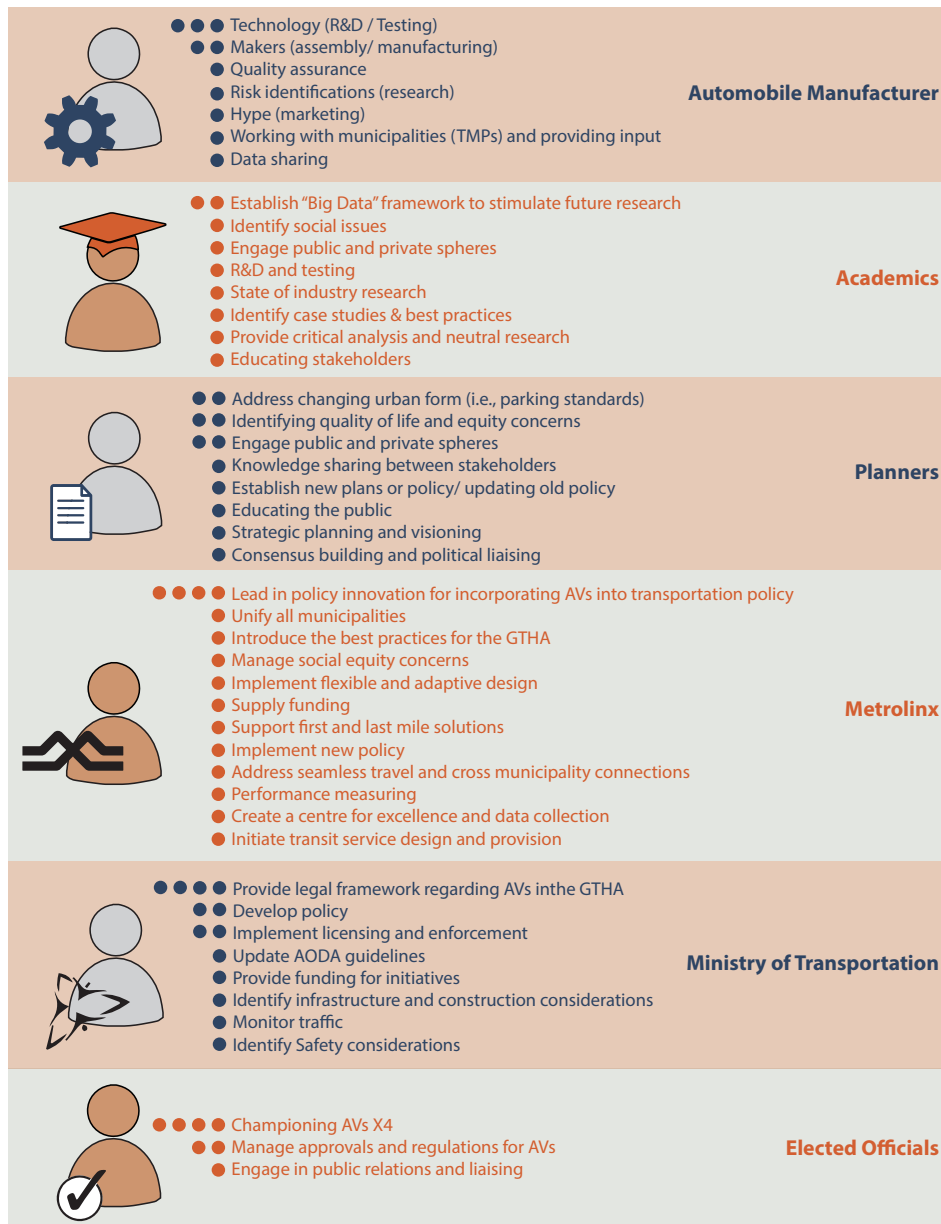 Technology (R&D / Testing)
Makers (assembly/ manufacturing)
Quality assurance
Risk identifications (research)
Hype (marketing)
Working with municipalities (TMPs) and providing input
Data sharing
Automobile Manufacturer
Establish “Big Data” framework to stimulate future research
Identify social issues
Engage public and private spheres
R&D and testing
State of industry research
Identify case studies & best practices
Provide critical analysis and neutral research
Educating stakeholders
Academics
Address changing urban form (i.e., parking standards)
Identifying quality of life and equity concerns
Engage public and private spheres
Knowledge sharing between stakeholders
Establish new plans or policy/ updating old policy
Educating the public
Strategic planning and visioning
Consensus building and political liaising
Planners
Lead in policy innovation for incorporating AVs into transportation policy
Unify all municipalities
Introduce the best practices for the GTHA
Manage social equity concerns
Implement flexible and adaptive design
Supply funding
Support first and last mile solutions
Implement new policy
Address seamless travel and cross municipality connections
Performance measuring
Create a centre for excellence and data collection
Initiate transit service design and provision
Metrolinx
Provide legal framework regarding AVs inthe GTHA
Develop policy
Implement licensing and enforcement
Update AODA guidelines
Provide funding for initiatives
Identify infrastructure and construction considerations
Monitor traffic
Identify Safety considerations
Ministry of Transportation
Championing AVs X4
Manage approvals and regulations for AVs
Engage in public relations and liaising
Elected Officials